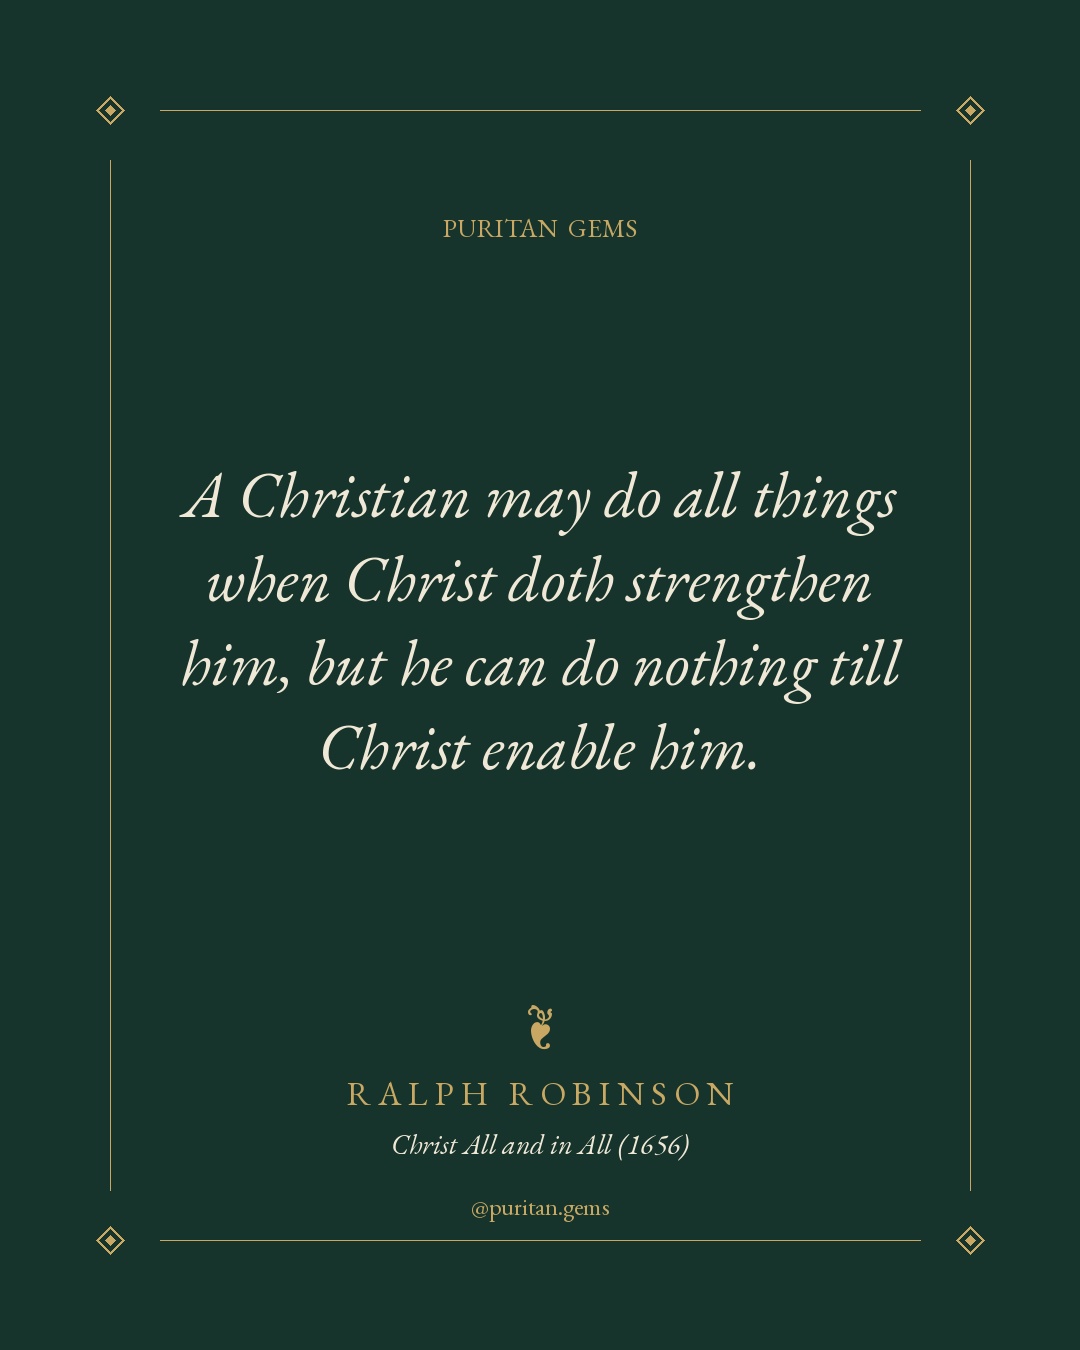 PURITAN GEMS
A Christian may do all things
when Christ doth strengthen
him, but he can do nothing till
Christ enable him.
RALPH ROBINSON
Christ All and in All (1656)
@puritan.gems